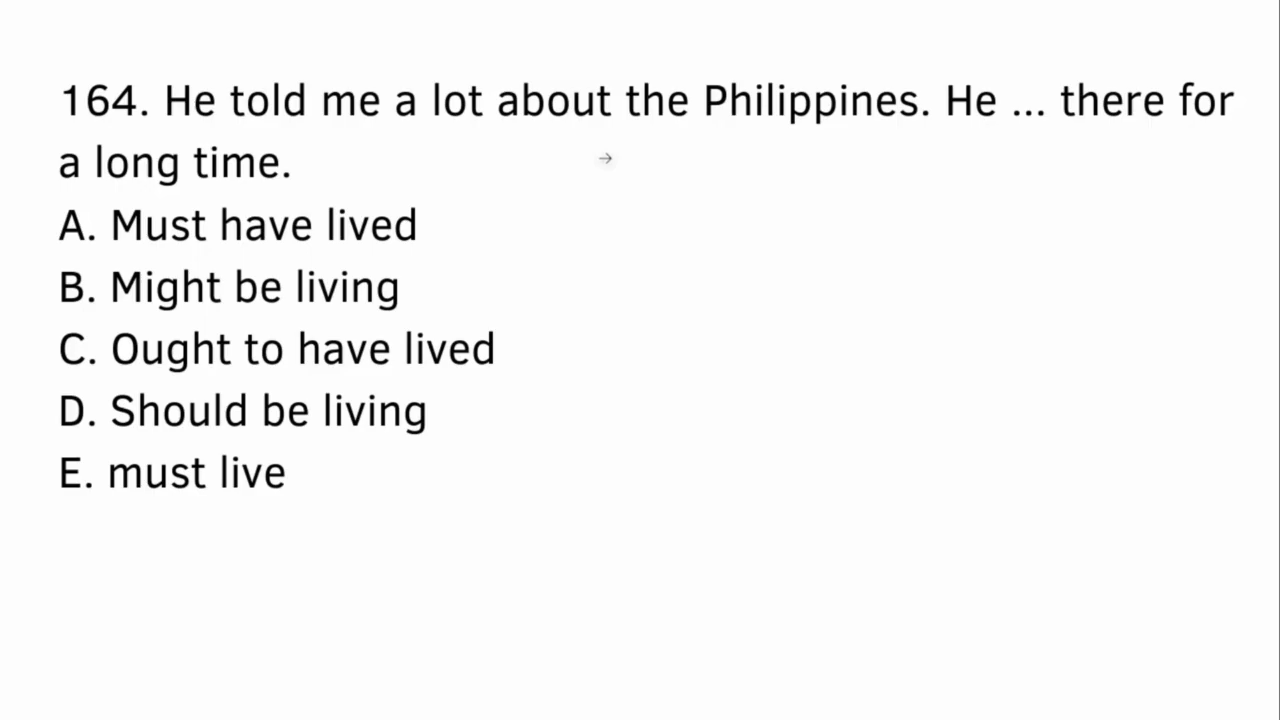 164. He told me a lot about the Philippines. He ... there for
a long time.
A. Must have lived
B. Might be living
C. Ought to have lived
D. Should be living
E. must live